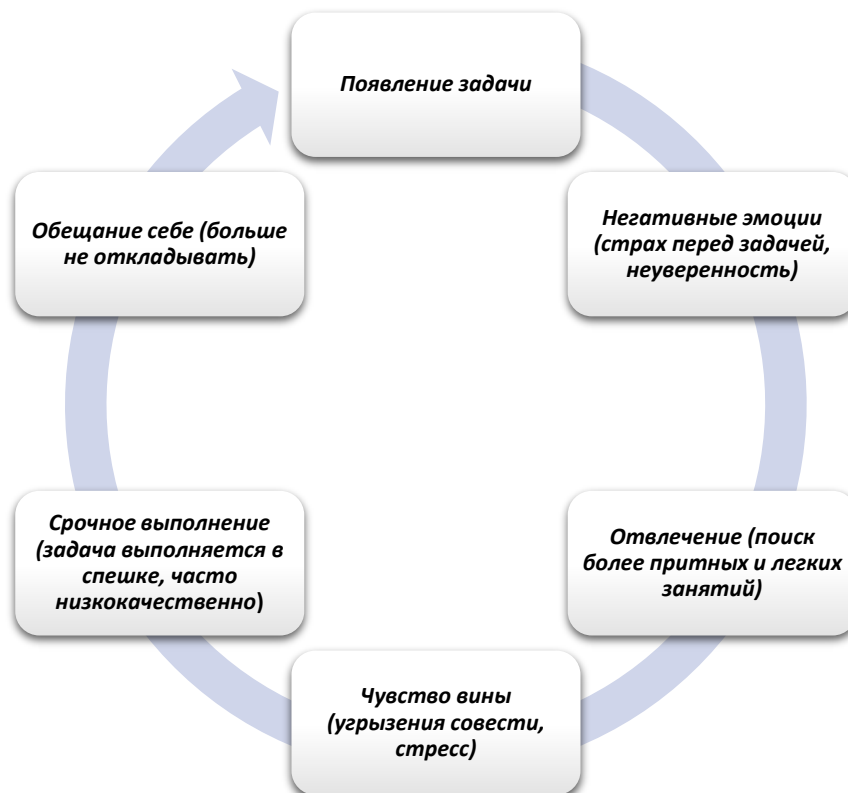 Появление задачи
Негативные эмоции
(страх перед задачей,
неуверенность)
Отвлечение (поиск
более притных и легких
занятий)
Чувство вины
(угрызения совести,
стресс)
Срочное выполнение
(задача выполняется в
спешке, часто
низкокачественно)
Обещание себе (больше
не откладывать)